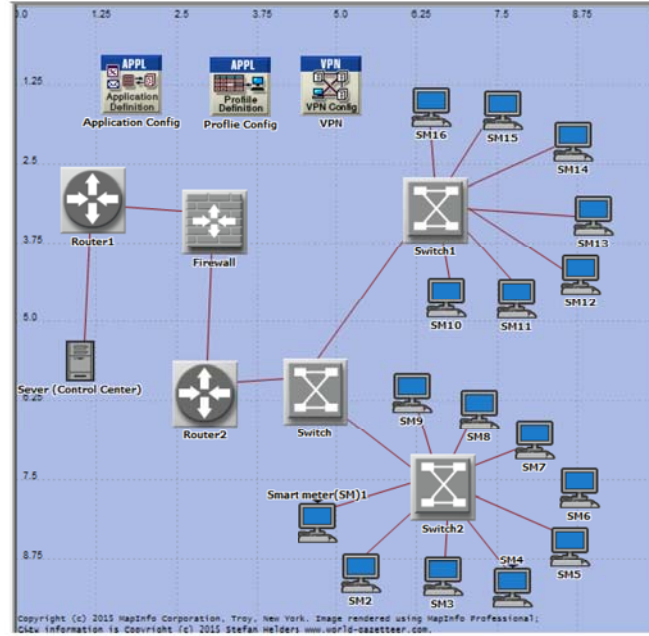 0.0 1.25 2.5 3.75 5.0 6.25 7.5 8.75
APPL
Application
Definition
Application Config
APPL
Profile
Definition
Proflie Config
VPN
VPN Config
VPN
1.25
SM16
SM15
SM14
2.5
Router1
Firewall
Switch1
SM13
3.75
SM12
SM10
SM11
5.0
Sever (Control Center)
6.25
Router2
Switch
SM9
SM8
SM7
7.5
Smart meter(SM)1
SM6
Switch2
8.75
SM4
SM5
SM2
SM3
Copyright (c) 2015 MapInfo Corporation, Troy, New York. Image rendered using MapInfo Professional;
City information is Copyright (c) 2015 Stefan Helders www.world-gazetteer.com.